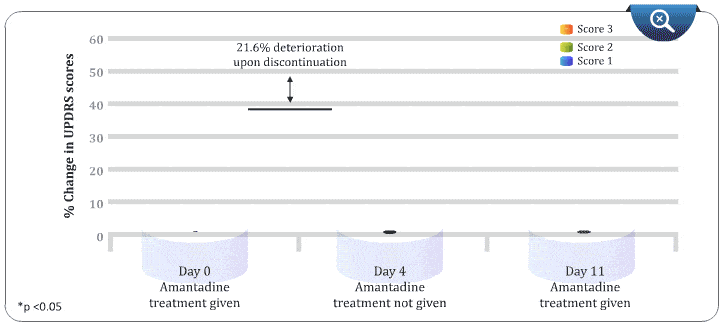 Score 3
Score 2
Score 1
21.6% deterioration
upon discontinuation
% Change in UPDRS scores
60
50
40
30
20
10
0
Day 0
Amantadine
treatment given
Day 4
Amantadine
treatment not given
Day 11
Amantadine
treatment given
*p <0.05